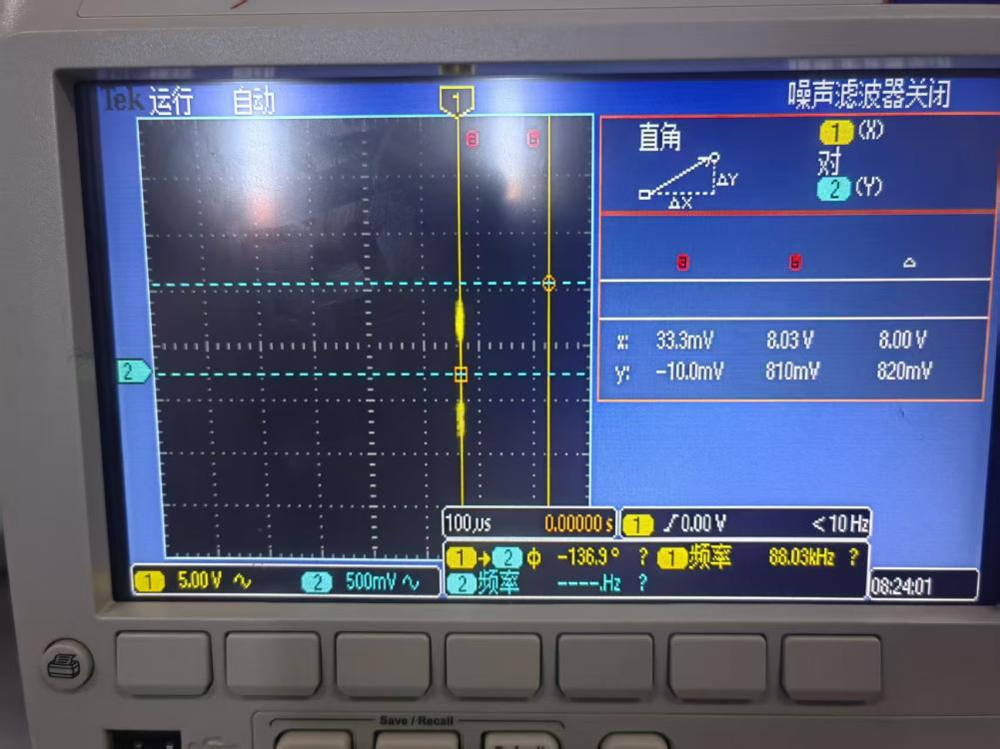 Tek 运行 自动 1 噪声滤波器关闭
直角 1 (X)
对
2 (Y)
ΔY
ΔX
a b
a b △
x: 33.3mV 8.03 V 8.00 V
y: -10.0mV 810mV 820mV
2
100μs 0.00000 s 1 ∫0.00 V <10 Hz
1→2 ϕ -136.9° ? 1 频率 88.03kHz ?
1 5.00 V ∿ 2 500mV ∿ 2 频率 ----.Hz ? 08:24:01
Save / Recall